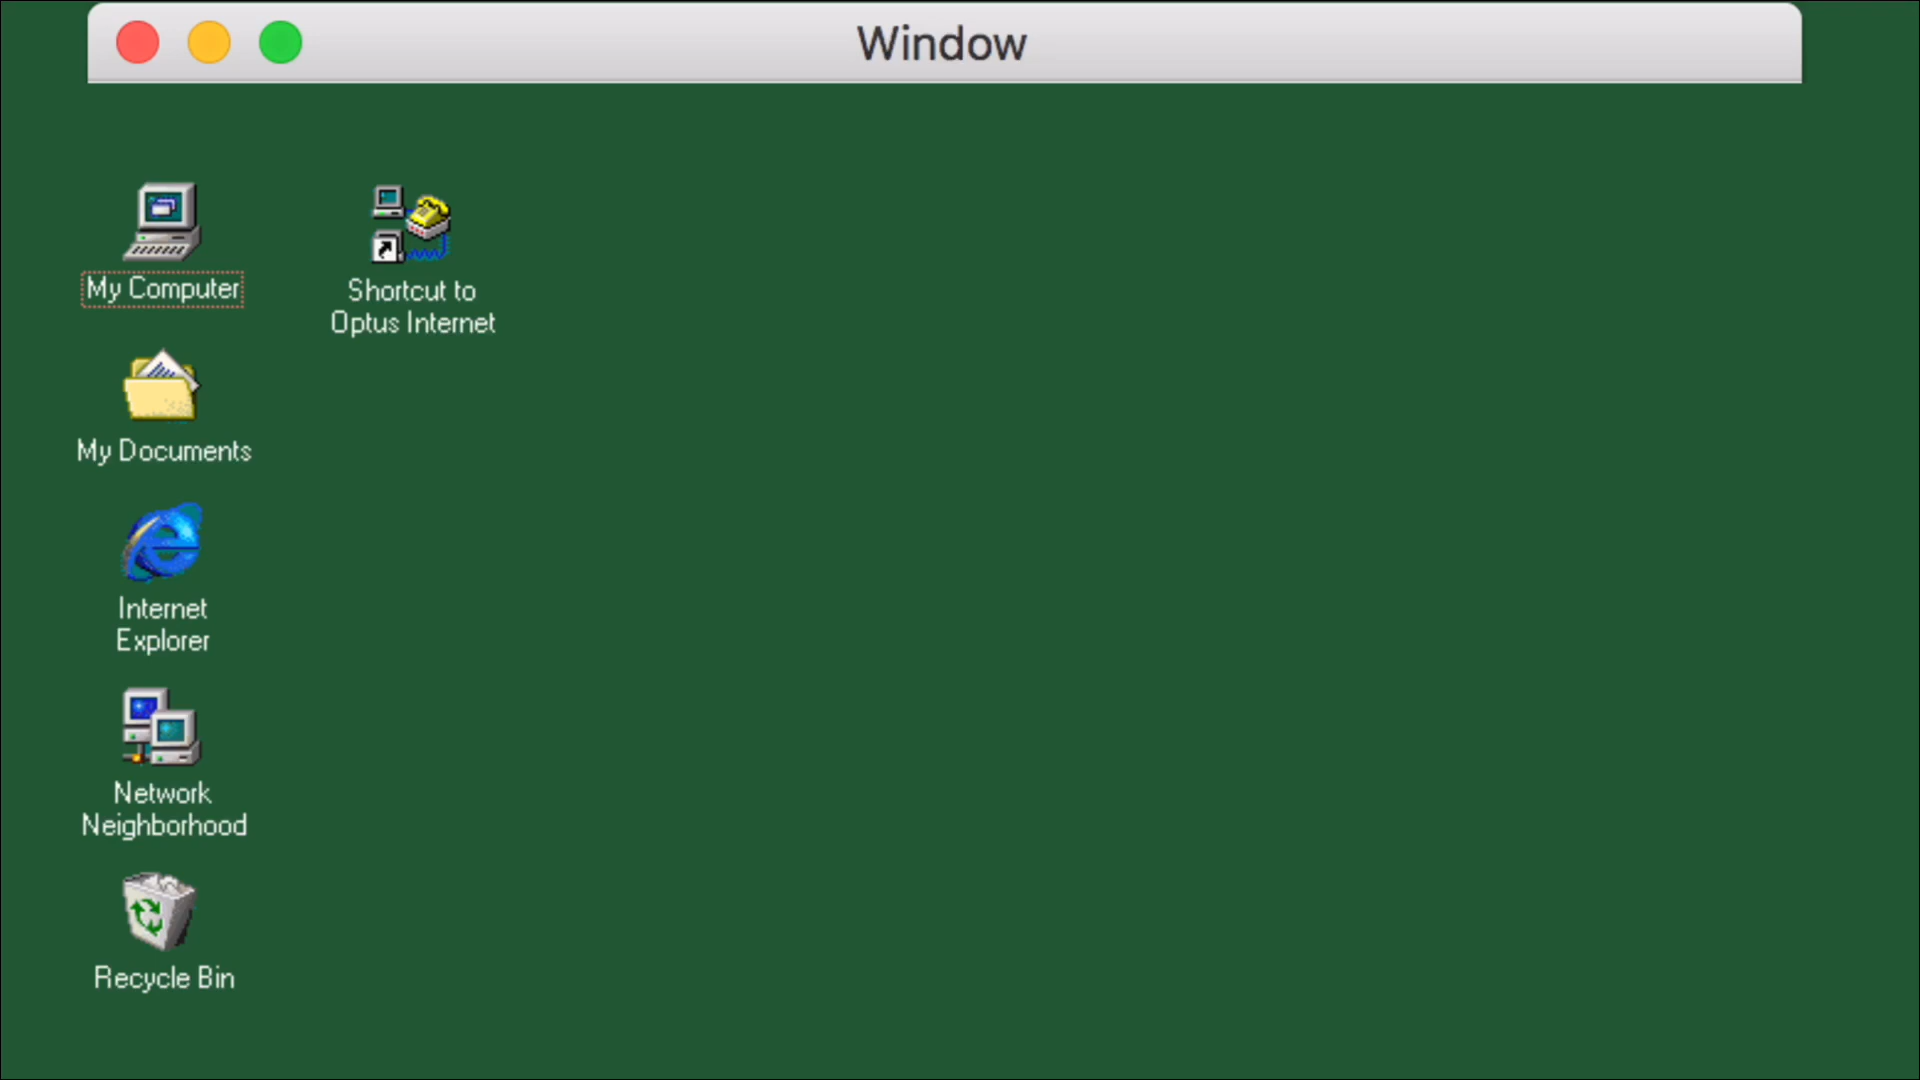 Window
My Computer
Shortcut to
Optus Internet
My Documents
Internet
Explorer
Network
Neighborhood
Recycle Bin